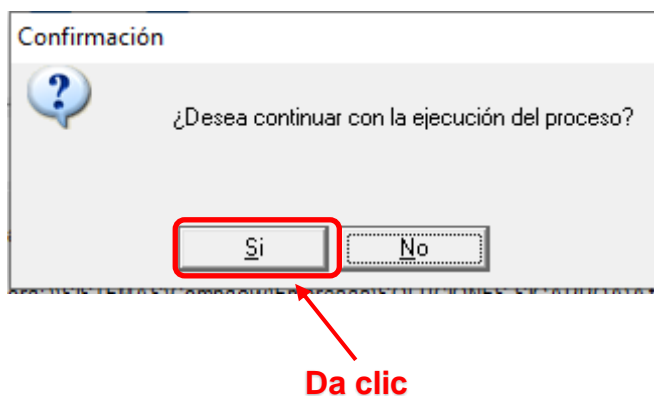 Confirmación
¿Desea continuar con la ejecución del proceso?
Si No
Da clic